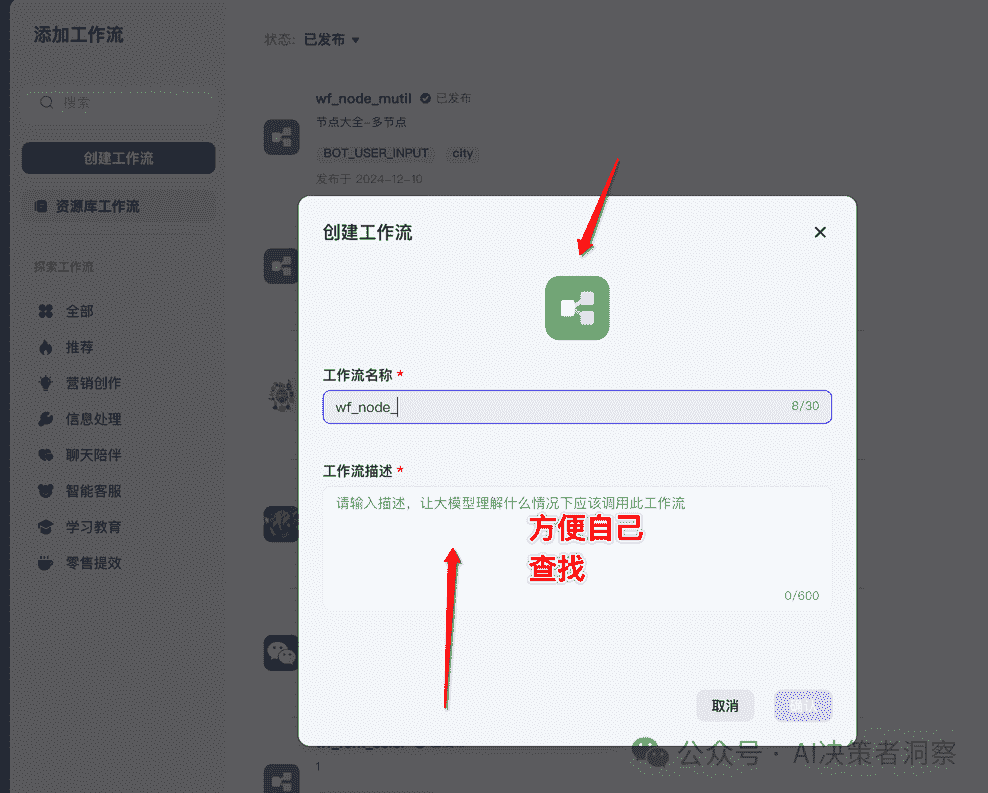 添加工作流
状态: 已发布
搜索
wf_node_mutil 已发布
节点大全-多节点
创建工作流
BOT_USER_INPUT city
发布于 2024-12-10
资源库工作流
创建工作流
探索工作流
全部
推荐
工作流名称 *
营销创作
wf_node_ 8/30
信息处理
聊天陪伴
工作流描述 *
智能客服
请输入描述，让大模型理解什么情况下应该调用此工作流
学习教育
方便自己
零售提效
查找
0/600
取消
公众号 · AI决策者洞察
1